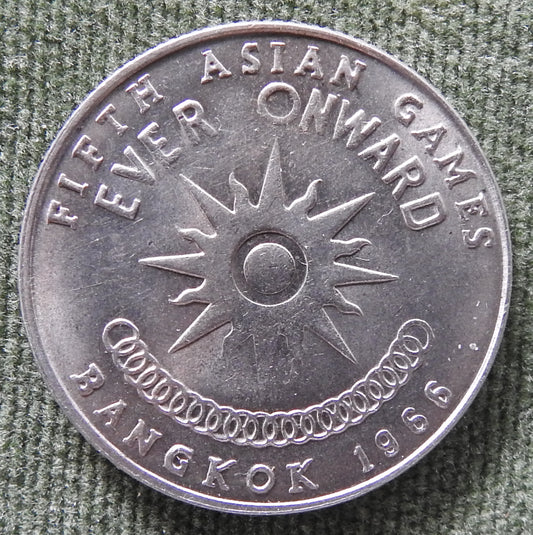 FIFTH ASIAN GAMES
EVER ONWARD
BANGKOK 1966